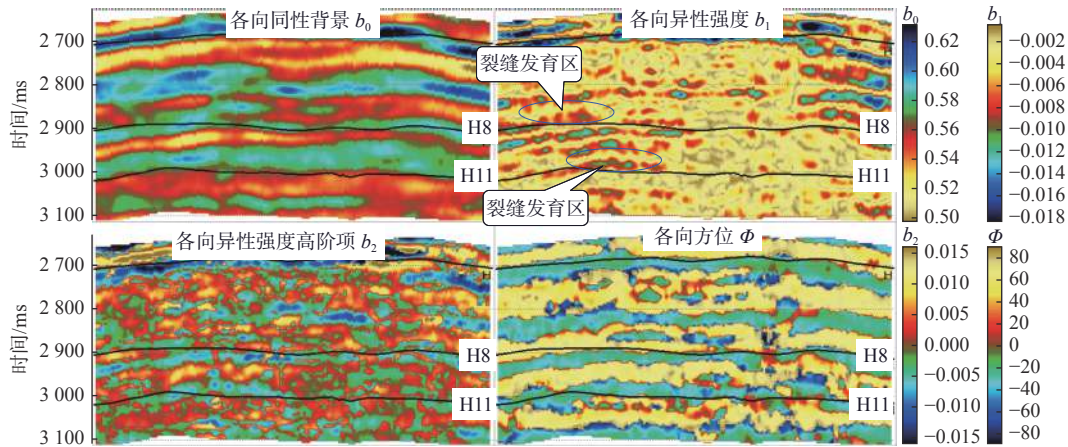 各向同性背景 b0
各向异性强度 b1
b0
b1
时间/ms
2 700
2 800
2 900
3 000
3 100
裂缝发育区
裂缝发育区
H8
H11
H8
H11
0.62
0.60
0.58
0.56
0.54
0.52
0.50
−0.002
−0.004
−0.006
−0.008
−0.010
−0.012
−0.014
−0.016
−0.018
各向异性强度高阶项 b2
各向方位 Φ
b2
Φ
时间/ms
2 700
2 800
2 900
3 000
3 100
H8
H11
H8
H11
0.015
0.010
0.005
0.000
−0.005
−0.010
−0.015
80
60
40
20
0
−20
−40
−60
−80